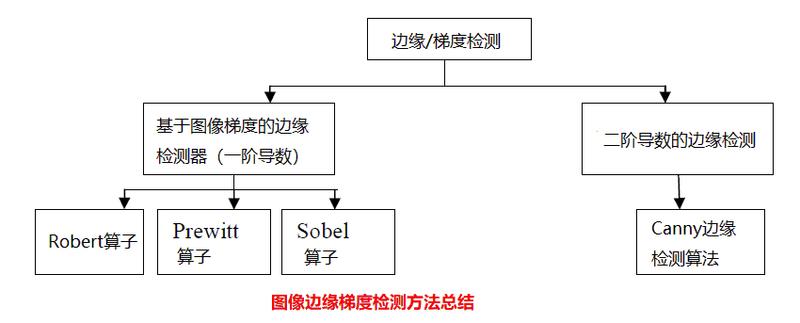 边缘/梯度检测
基于图像梯度的边缘
检测器（一阶导数）
二阶导数的边缘检测
Robert算子
Prewitt
算子
Sobel
算子
Canny边缘
检测算法
图像边缘梯度检测方法总结